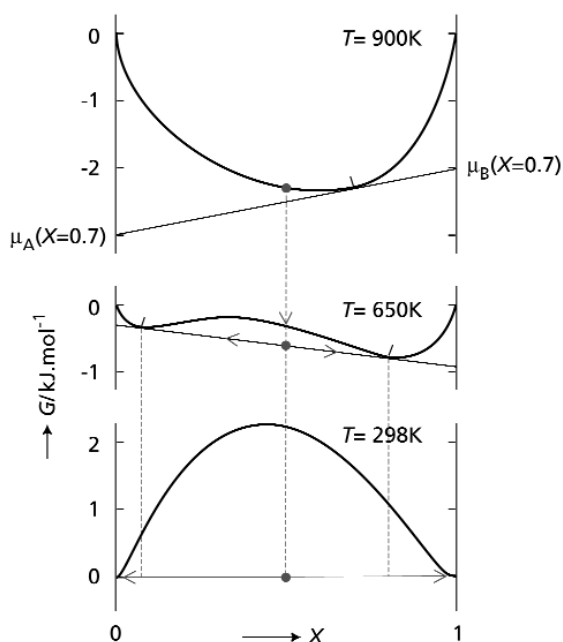 0
T= 900K
-1
-2
μB(X=0.7)
μA(X=0.7)
-3
0
T= 650K
-1
G/kJ.mol⁻¹
2
T= 298K
1
0
0
X
1